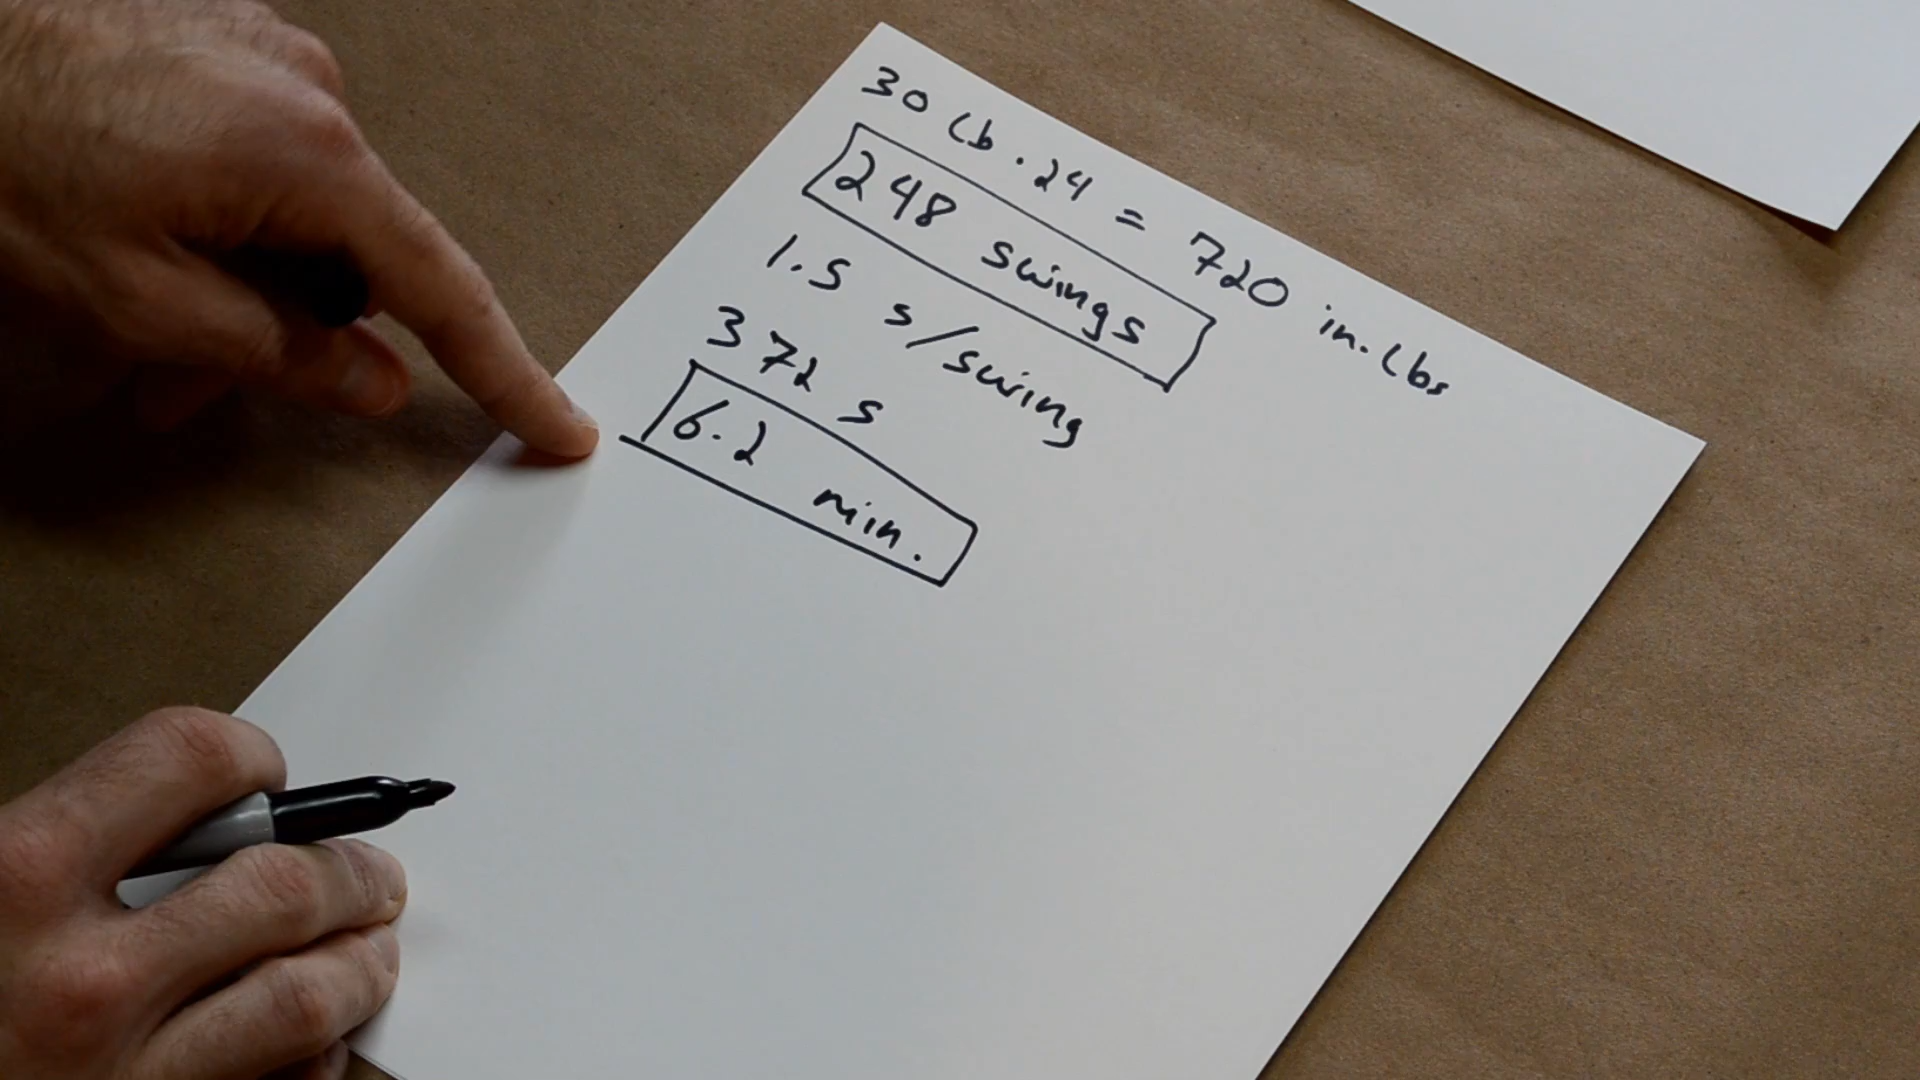 30 Lb . 24 = 720 in. Lbs
248 swings
1.5 s/swing
372 s
6.2 min.